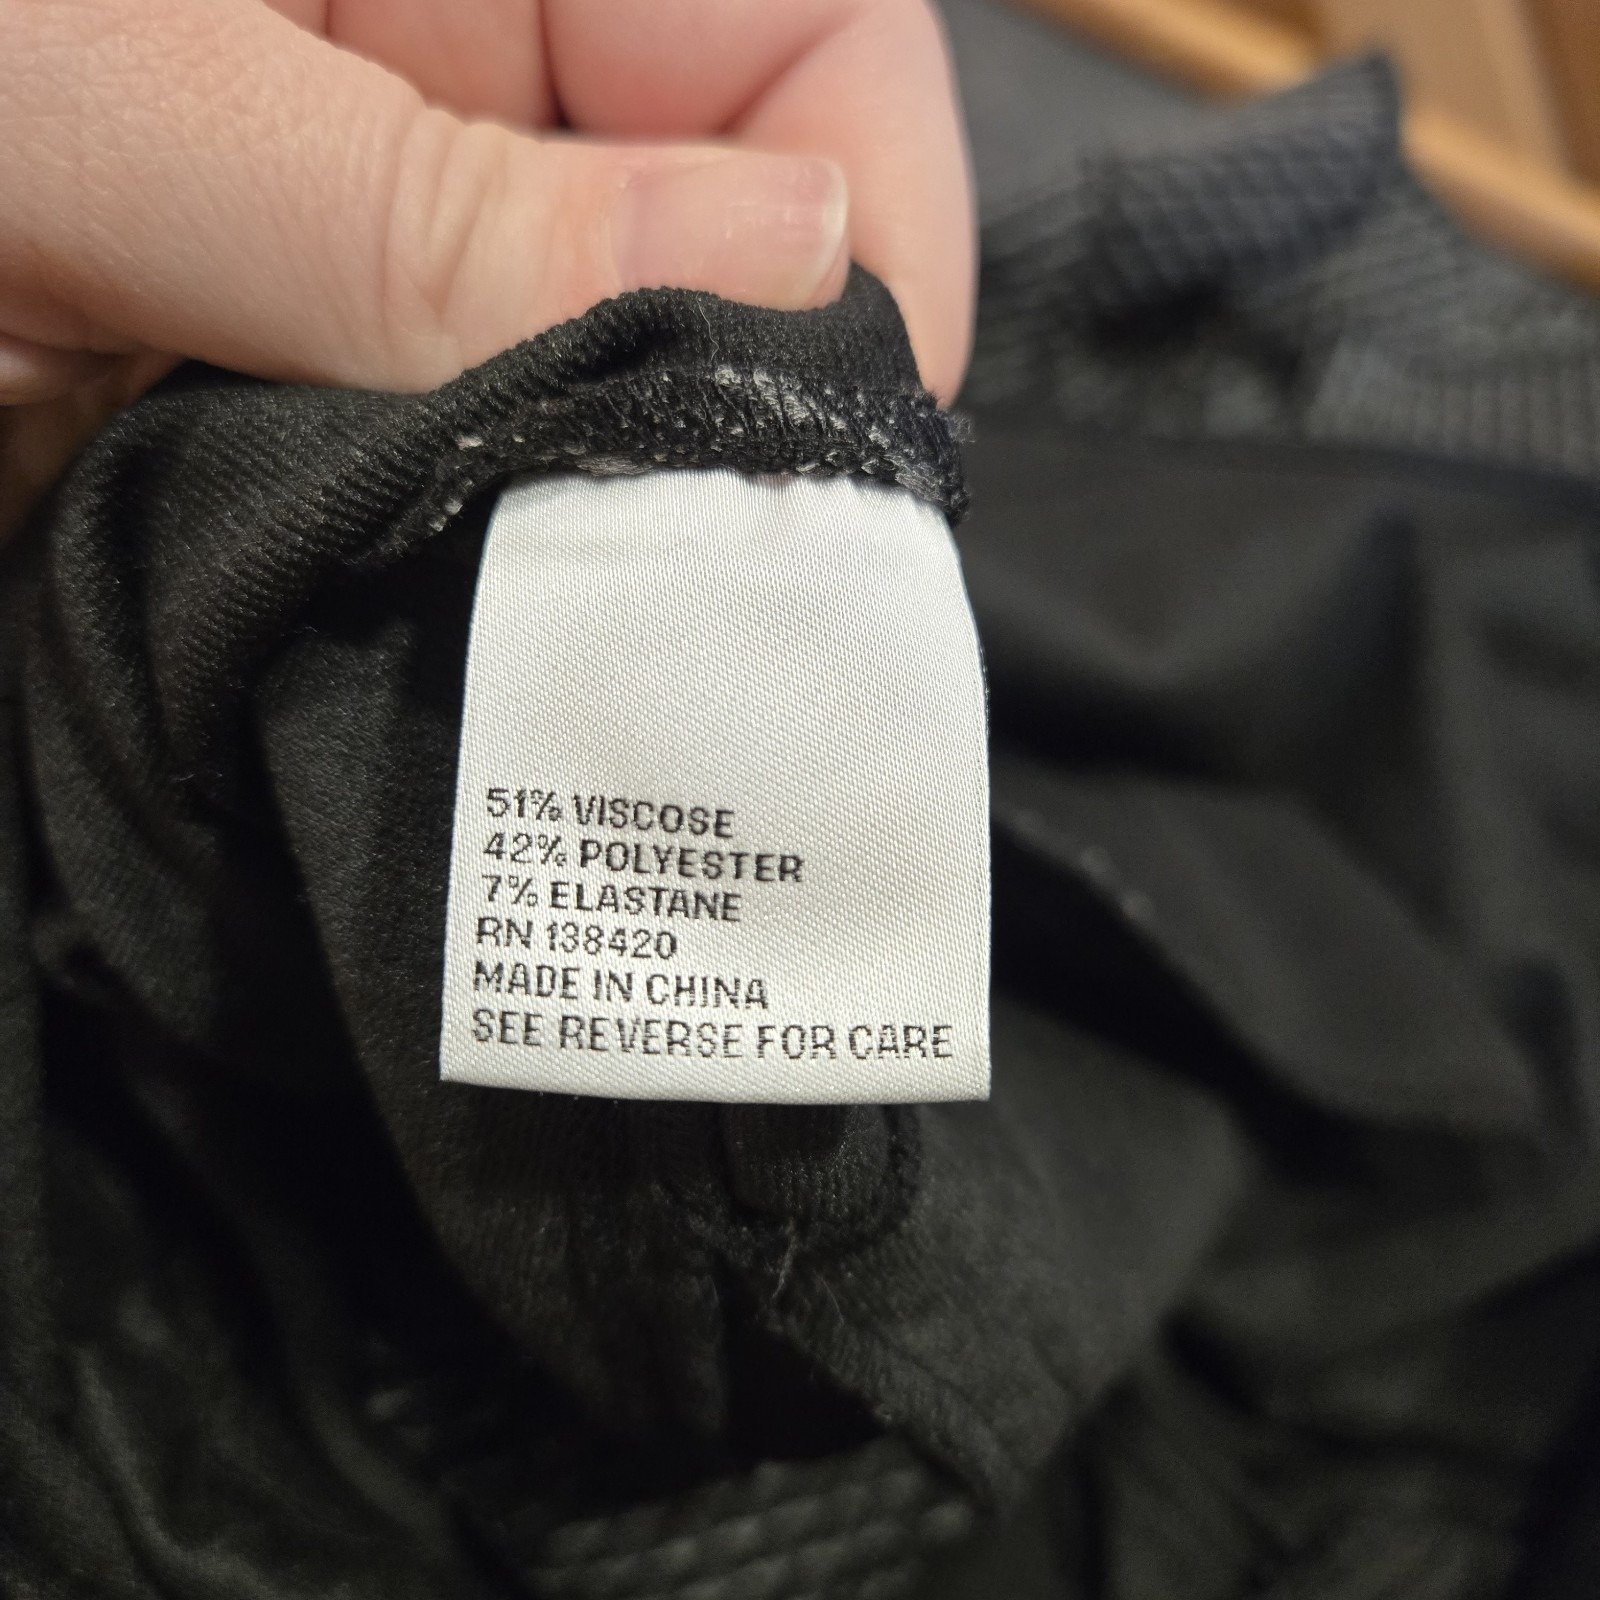 51% VISCOSE
42% POLYESTER
7% ELASTANE
RN 138420
MADE IN CHINA
SEE REVERSE FOR CARE